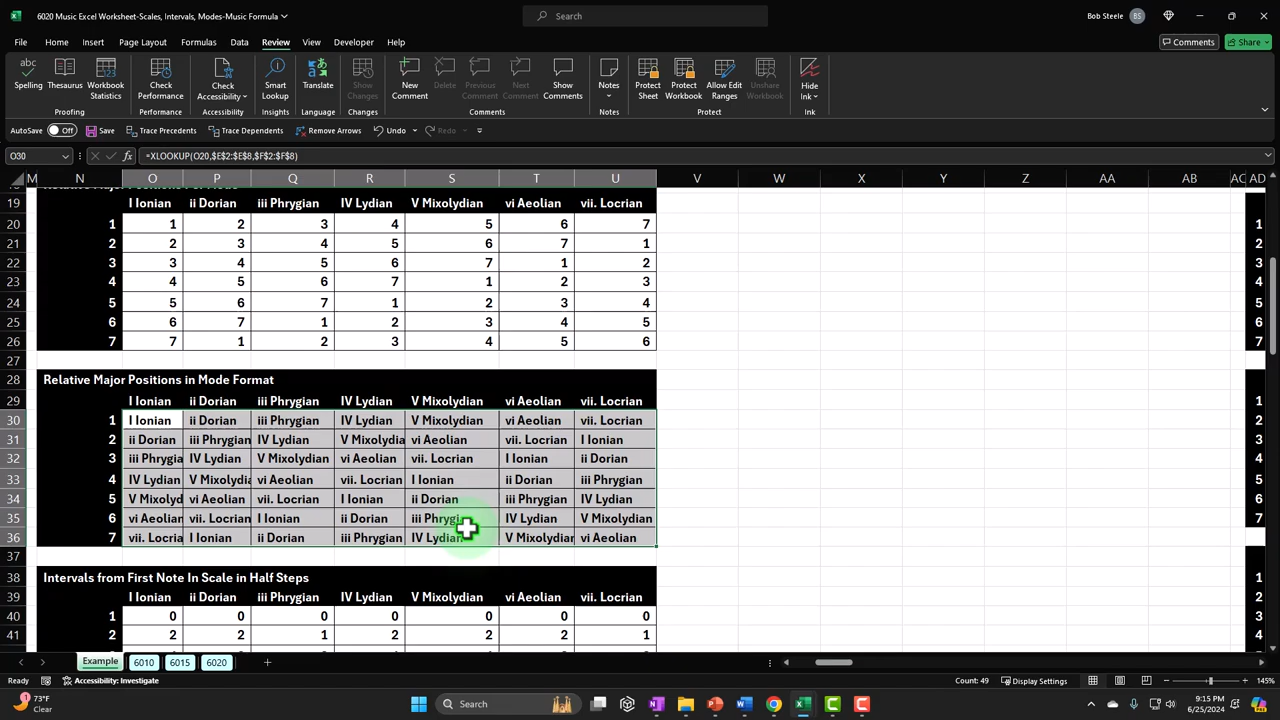 6020 Music Excel Worksheet-Scales, Intervals, Modes-Music Formula
Search
Bob Steele BS
File Home Insert Page Layout Formulas Data Review View Developer Help Comments Share
Spelling Thesaurus Workbook Statistics Check Performance Check Accessibility Smart Lookup Translate Show Changes New Comment Delete Previous Comment Next Comment Show Comments Notes Protect Sheet Protect Workbook Allow Edit Ranges Unshare Workbook Hide Ink
Proofing Performance Accessibility Insights Language Changes Comments Notes Protect Ink
AutoSave Off Save Trace Precedents Trace Dependents Remove Arrows Undo Redo
O30 fx =XLOOKUP(O20,$E$2:$E$8,$F$2:$F$8)
M N O P Q R S T U V W X Y Z AA AB AC AD
19 I Ionian ii Dorian iii Phrygian IV Lydian V Mixolydian vi Aeolian vii. Locrian
20 1 1 2 3 4 5 6 7 1
21 2 2 3 4 5 6 7 1 2
22 3 3 4 5 6 7 1 2 3
23 4 4 5 6 7 1 2 3 4
24 5 5 6 7 1 2 3 4 5
25 6 6 7 1 2 3 4 5 6
26 7 7 1 2 3 4 5 6 7
27
28 Relative Major Positions in Mode Format
29 I Ionian ii Dorian iii Phrygian IV Lydian V Mixolydian vi Aeolian vii. Locrian 1
30 1 I Ionian ii Dorian iii Phrygian IV Lydian V Mixolydian vi Aeolian vii. Locrian 2
31 2 ii Dorian iii Phrygian IV Lydian V Mixolydia vi Aeolian vii. Locrian I Ionian 3
32 3 iii Phrygia IV Lydian V Mixolydian vi Aeolian vii. Locrian I Ionian ii Dorian 4
33 4 IV Lydian V Mixolydi vi Aeolian vii. Locrian I Ionian ii Dorian iii Phrygian 5
34 5 V Mixolyd vi Aeolian vii. Locrian I Ionian ii Dorian iii Phrygian IV Lydian 6
35 6 vi Aeolian vii. Locrian I Ionian ii Dorian iii Phrygi IV Lydian V Mixolydian 7
36 7 vii. Locria I Ionian ii Dorian iii Phrygian IV Lydian V Mixolydian vi Aeolian
37
38 Intervals from First Note In Scale in Half Steps 1
39 I Ionian ii Dorian iii Phrygian IV Lydian V Mixolydian vi Aeolian vii. Locrian 2
40 1 0 0 0 0 0 0 0 3
41 2 2 2 1 2 2 2 1 4
Example 6010 6015 6020
Ready Accessibility: Investigate Count: 49 Display Settings 145%
73°F
Clear
Search
9:15 PM
6/25/2024